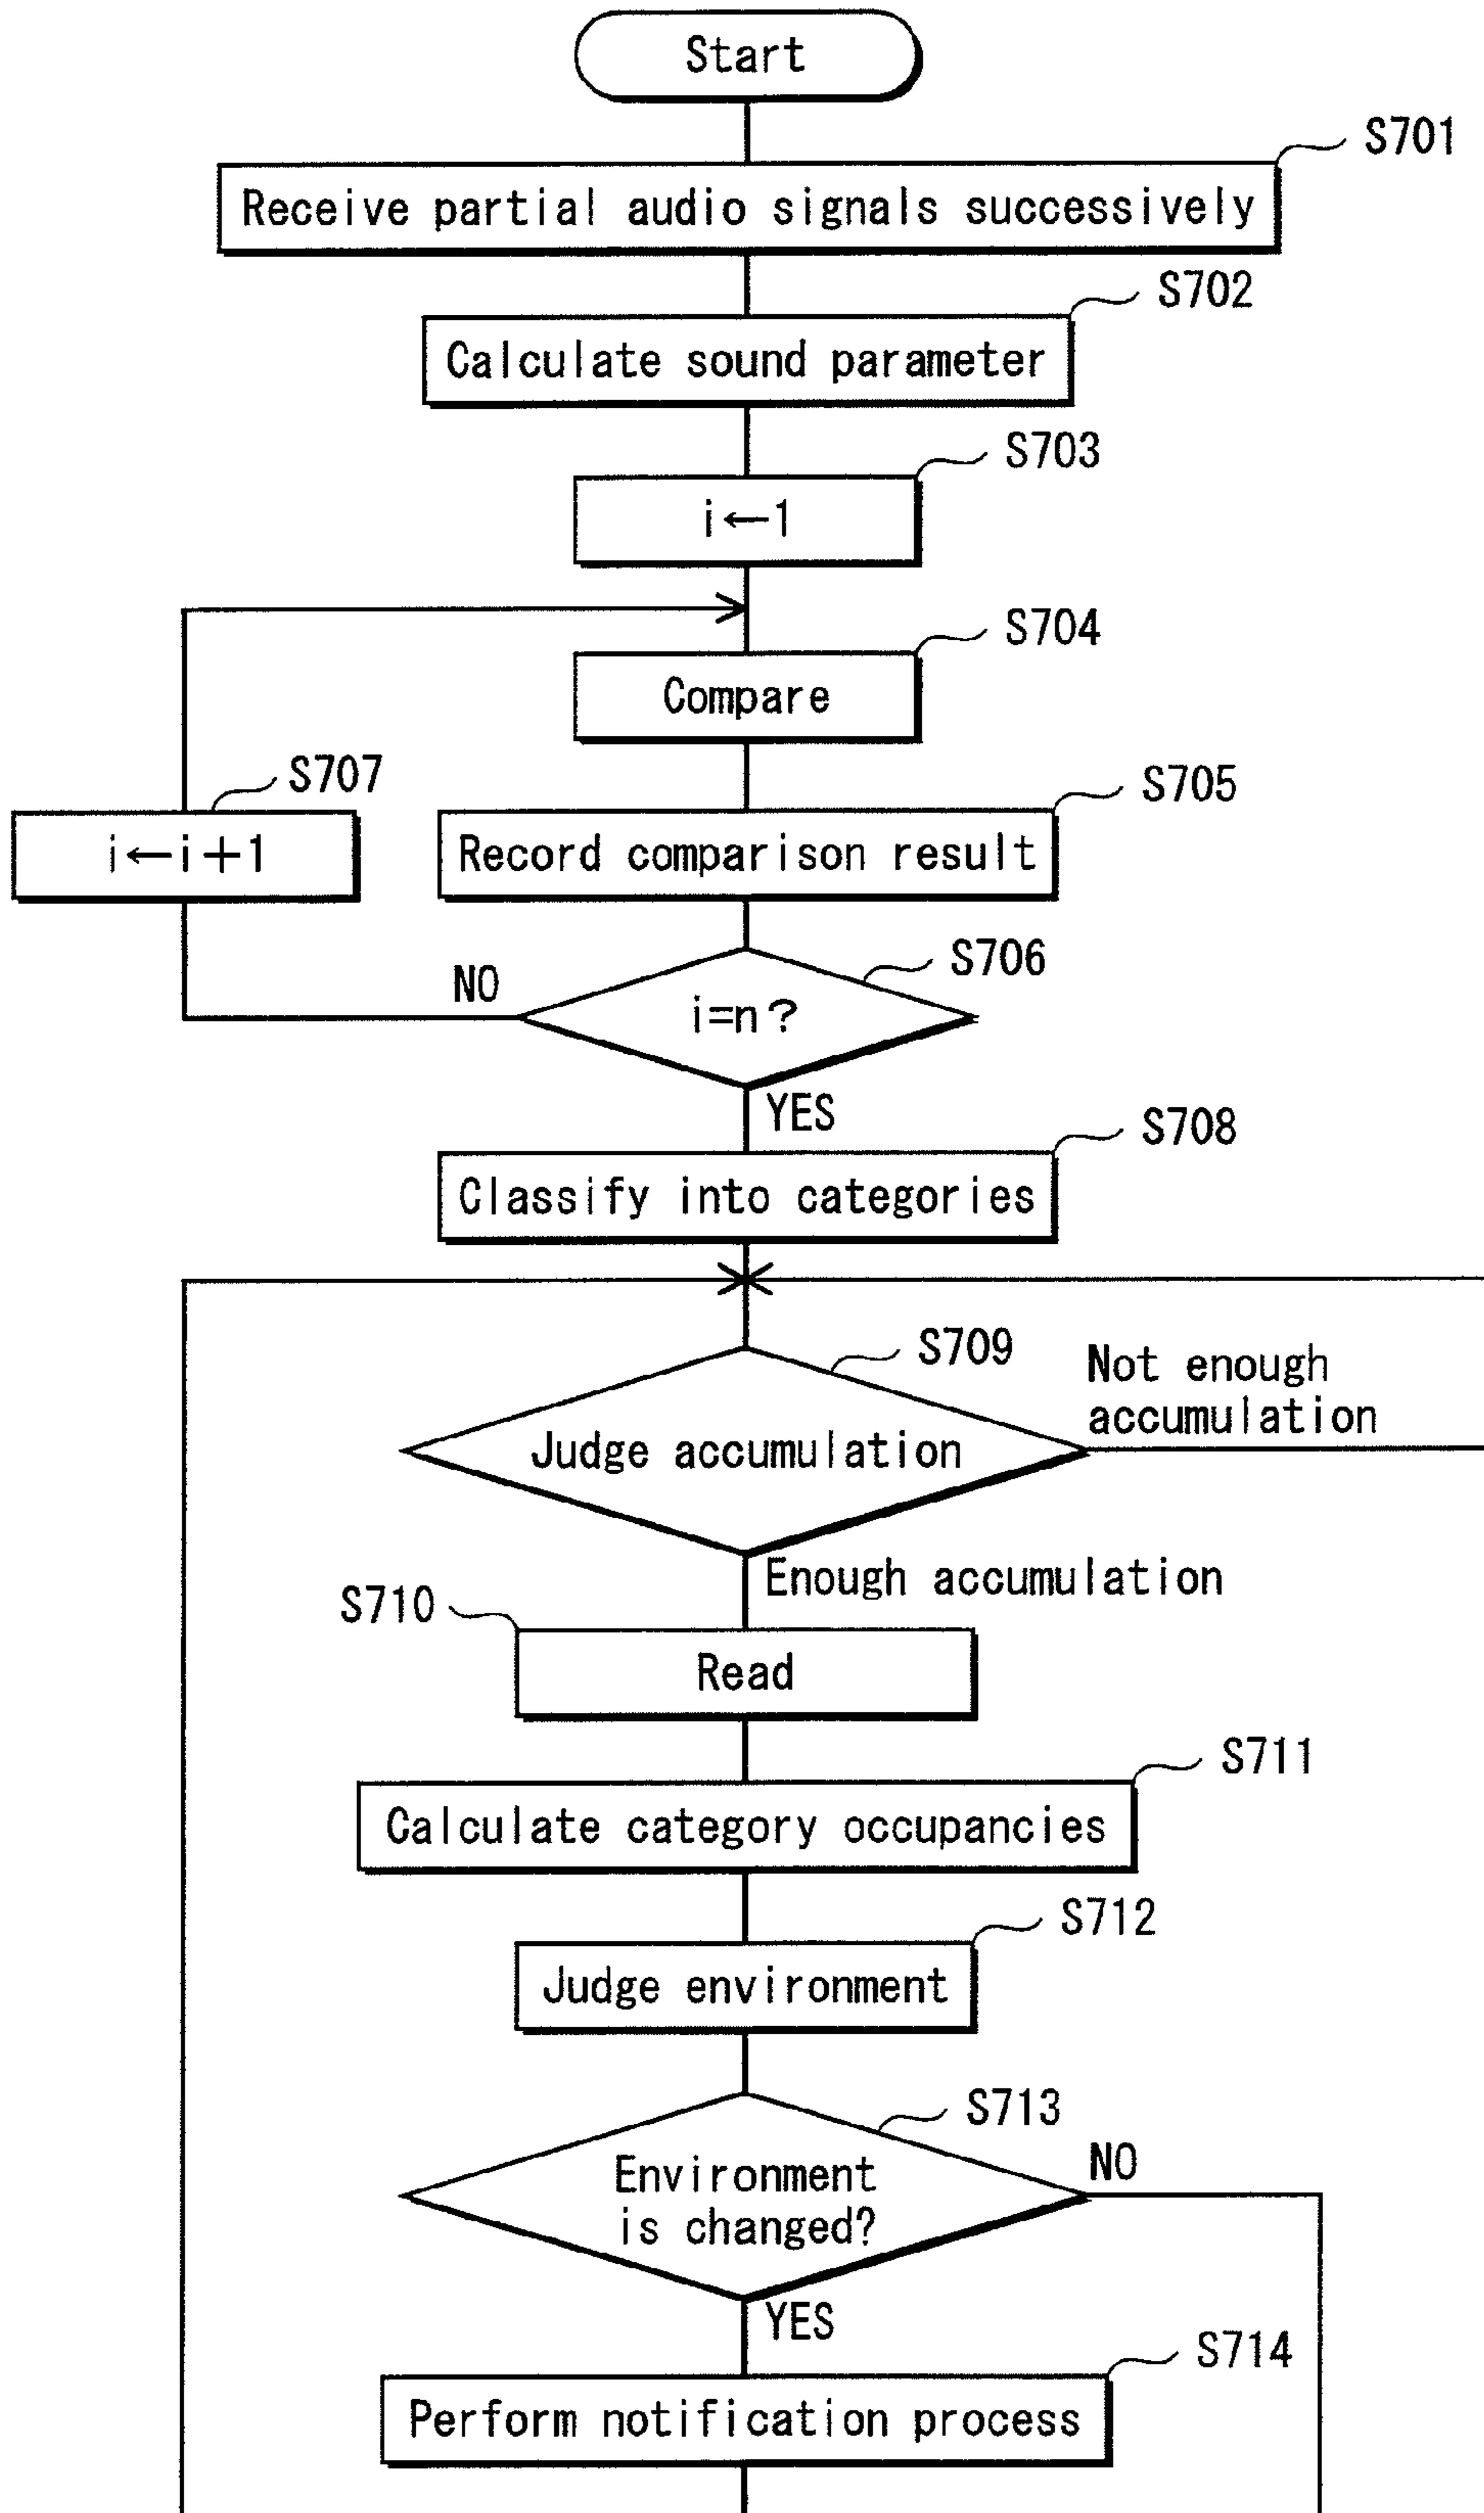 Start
S701
Receive partial audio signals successively
S702
Calculate sound parameter
S703
i←1
S704
Compare
S707
S705
i←i+1
Record comparison result
S706
NO
i=n?
YES
S708
Classify into categories
S709
Not enough
accumulation
Judge accumulation
Enough accumulation
S710
Read
S711
Calculate category occupancies
S712
Judge environment
S713
NO
Environment
is changed?
YES
S714
Perform notification process